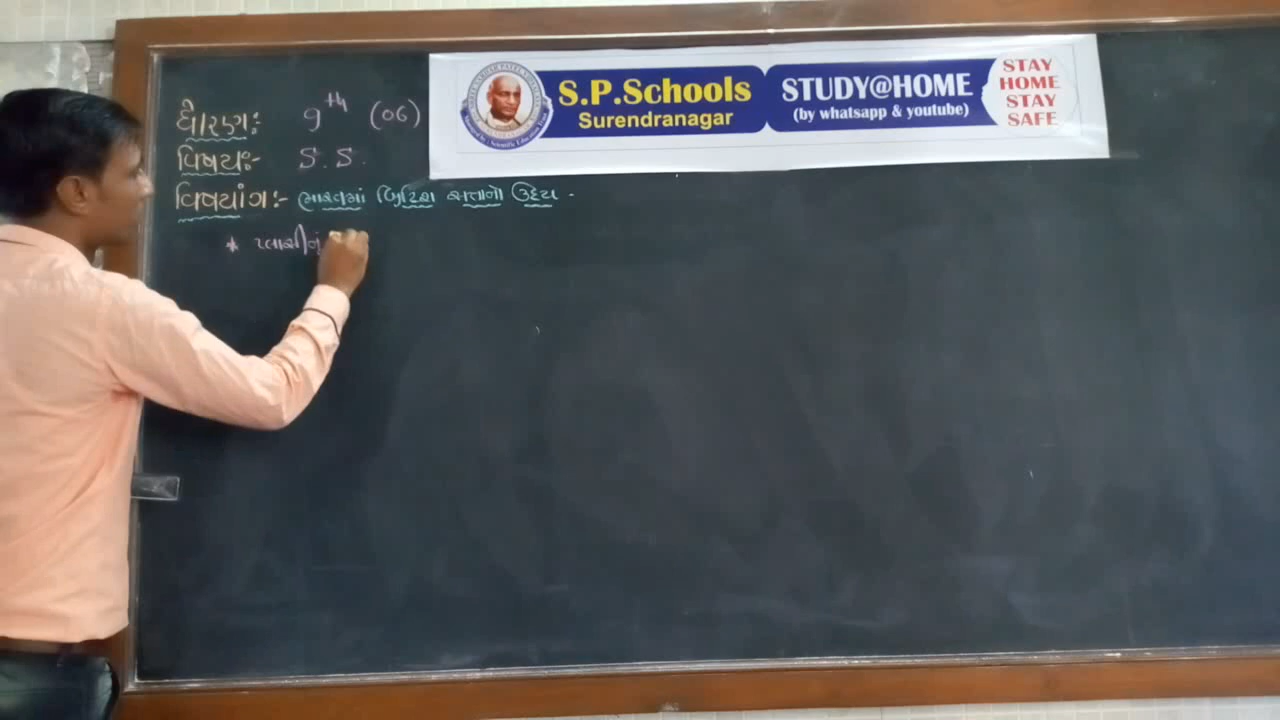 S.P.Schools
Surendranagar
STUDY@HOME
(by whatsapp & youtube)
STAY
HOME
STAY
SAFE
ધોરણ:- 9th (06)
વિષય:- S.S.
વિષયાંગ:- ભારતમાં બ્રિટિશ સત્તાનો ઉદય -
* પ્લાસીનું